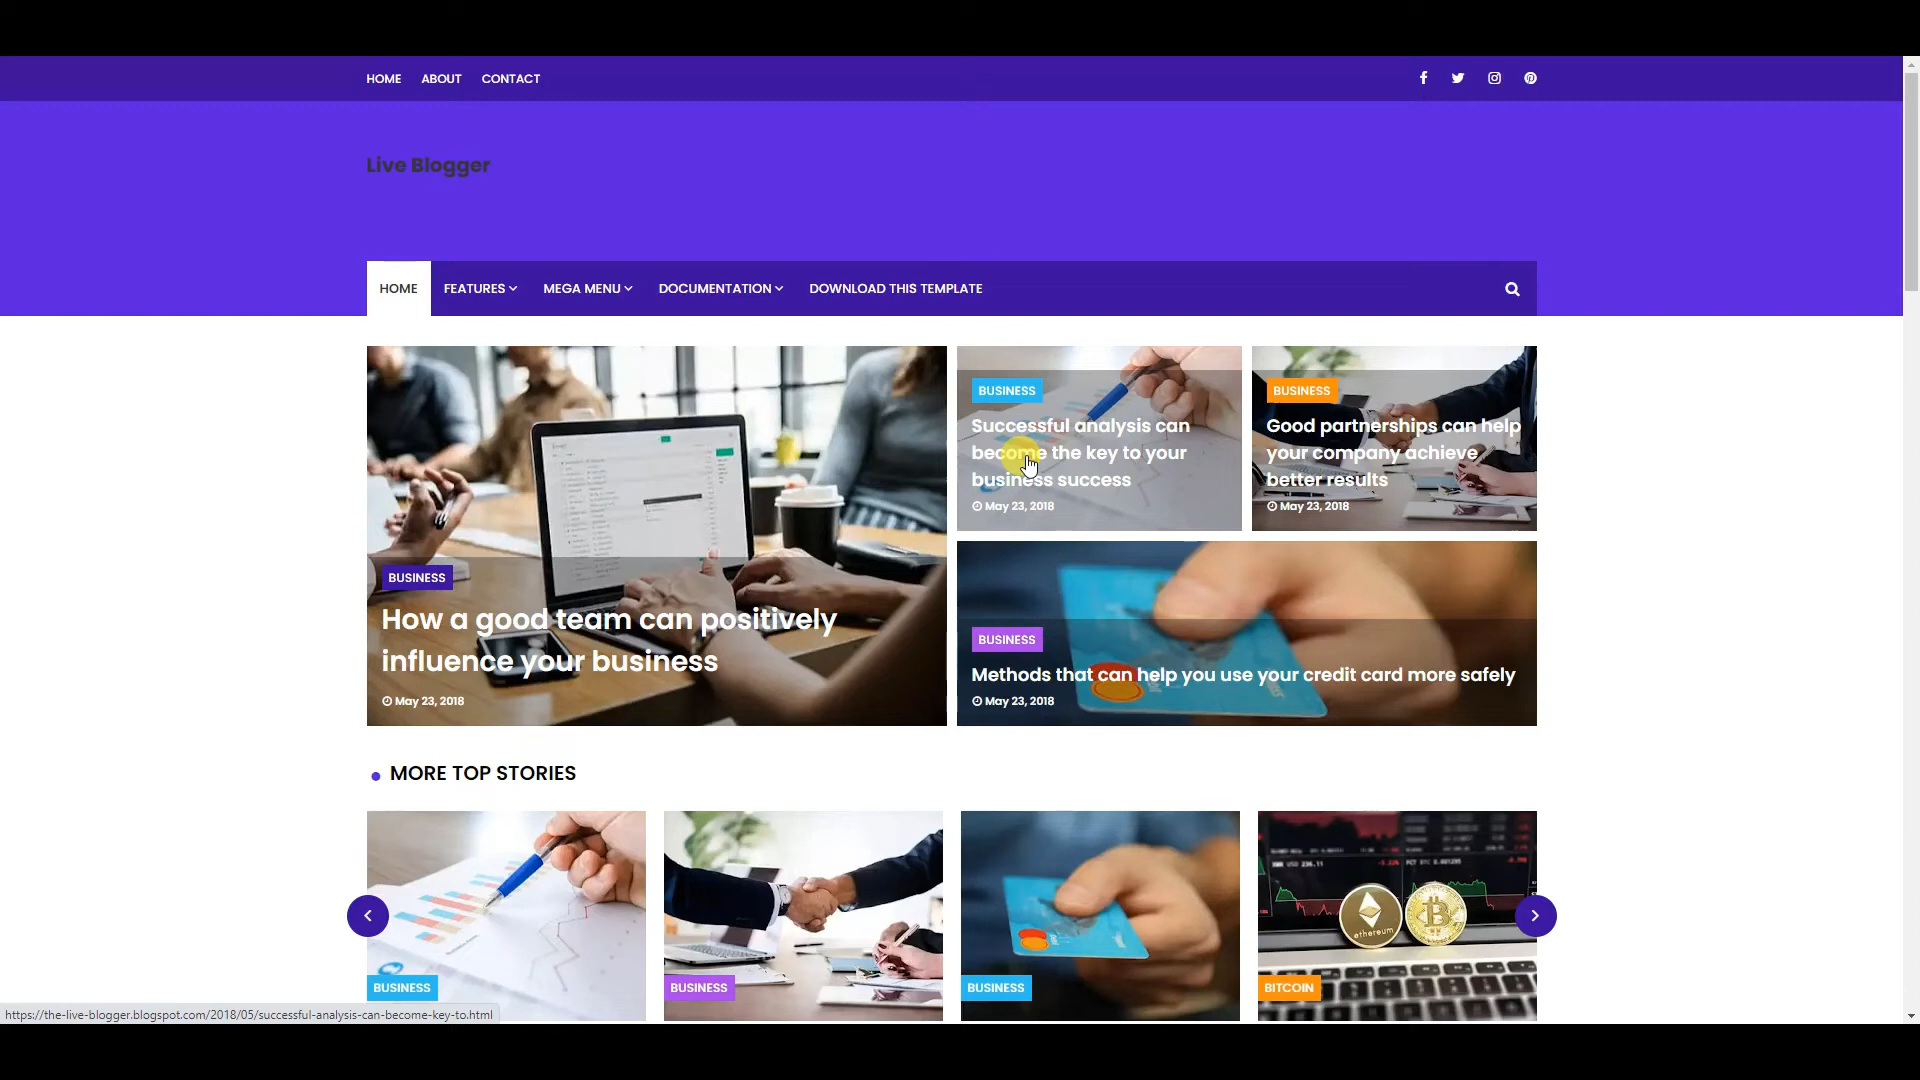 HOME ABOUT CONTACT
Live Blogger
HOME FEATURES MEGA MENU DOCUMENTATION DOWNLOAD THIS TEMPLATE
BUSINESS
Successful analysis can
become the key to your
business success
May 23, 2018
BUSINESS
Good partnerships can help
your company achieve
better results
May 23, 2018
BUSINESS
How a good team can positively
influence your business
May 23, 2018
BUSINESS
Methods that can help you use your credit card more safely
May 23, 2018
MORE TOP STORIES
BUSINESS
BUSINESS
BUSINESS
ethereum
BITCOIN
https://the-live-blogger.blogspot.com/2018/05/successful-analysis-can-become-key-to.html